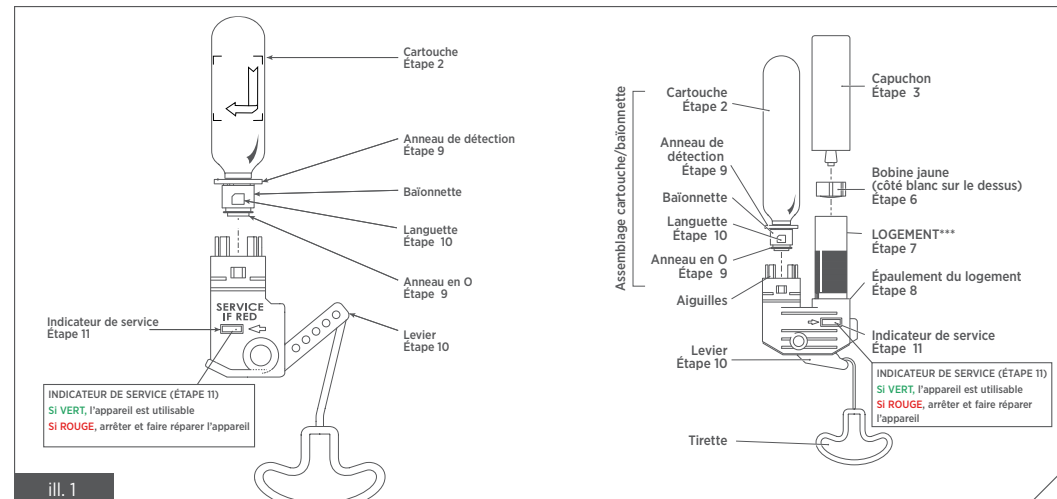 Cartouche
Étape 2
Anneau de détection
Étape 9
Baïonnette
Languette
Étape 10
Anneau en O
Étape 9
SERVICE
IF RED
Indicateur de service
Étape 11
Levier
Étape 10
INDICATEUR DE SERVICE (ÉTAPE 11)
Si VERT, l'appareil est utilisable
Si ROUGE, arrêter et faire réparer l'appareil
ill. 1
Assemblage cartouche/baïonnette
Cartouche
Étape 2
Anneau de
détection
Étape 9
Baïonnette
Languette
Étape 10
Anneau en O
Étape 9
Aiguilles
Levier
Étape 10
Tirette
Capuchon
Étape 3
Bobine jaune
(côté blanc sur le dessus)
Étape 6
LOGEMENT***
Étape 7
Épaulement du logement
Étape 8
Indicateur de service
Étape 11
INDICATEUR DE SERVICE (ÉTAPE 11)
Si VERT, l'appareil est utilisable
Si ROUGE, arrêter et faire réparer
l'appareil